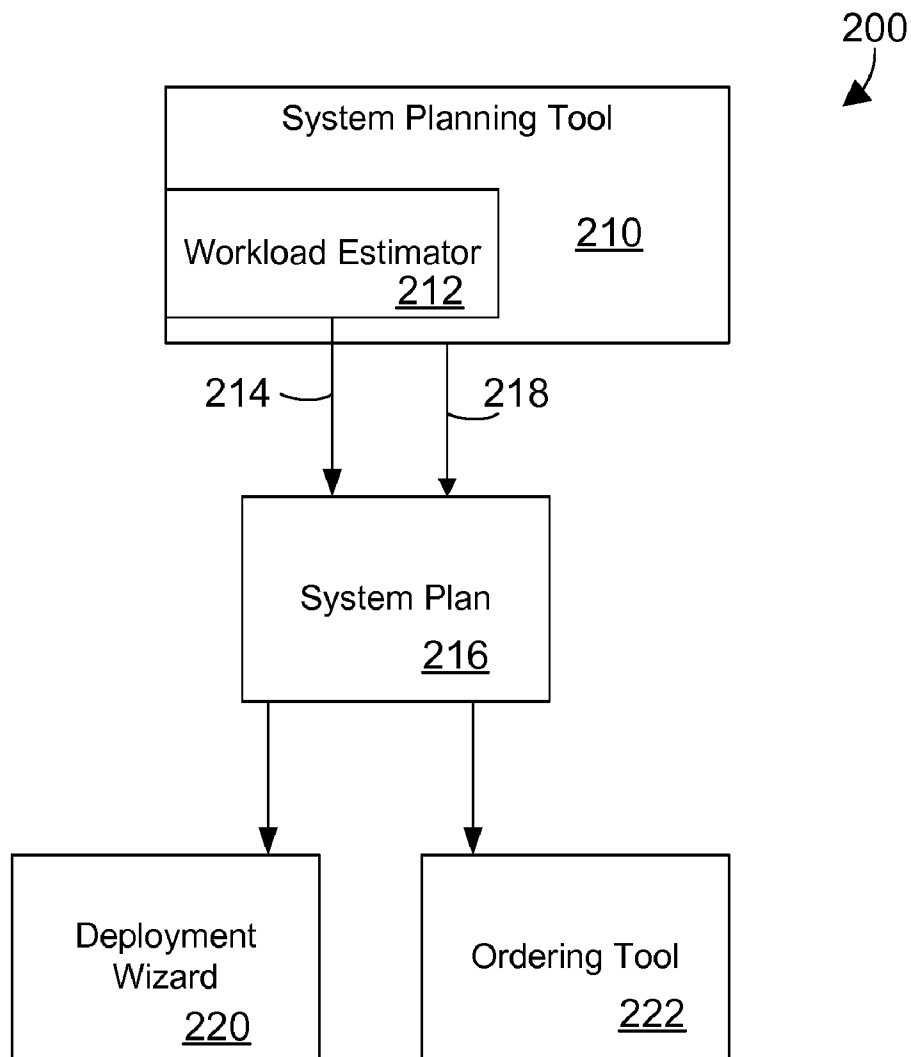 200
System Planning Tool
210
Workload Estimator
212
214
218
System Plan
216
Deployment
Wizard
220
Ordering Tool
222